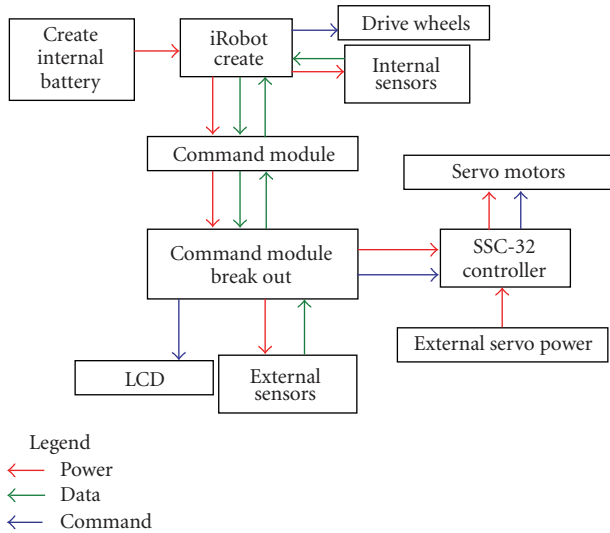 Create
internal
battery
iRobot
create
Drive wheels
Internal
sensors
Command module
Servo motors
Command module
break out
SSC-32
controller
External servo power
LCD
External
sensors
Legend
Power
Data
Command